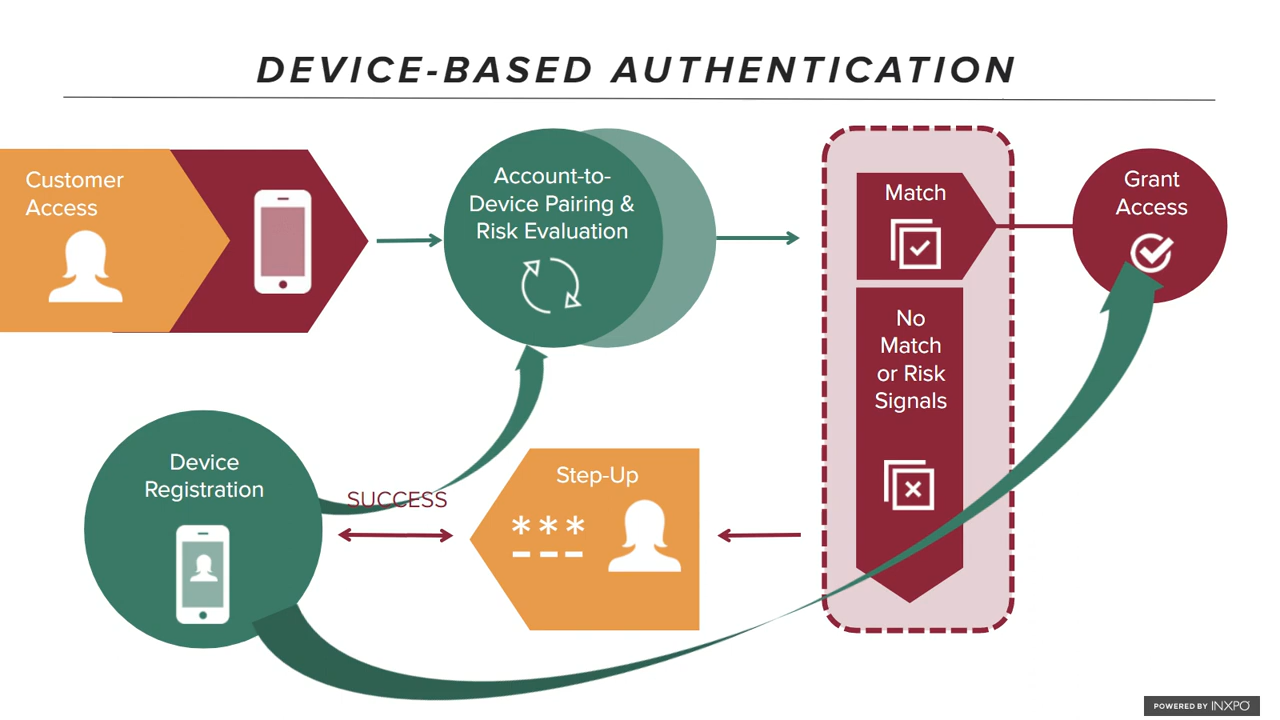 DEVICE-BASED AUTHENTICATION
Customer
Access
Account-to-
Device Pairing &
Risk Evaluation
Match
Grant
Access
No
Match
or Risk
Signals
Device
Registration
SUCCESS
Step-Up
***
POWERED BY INXPO